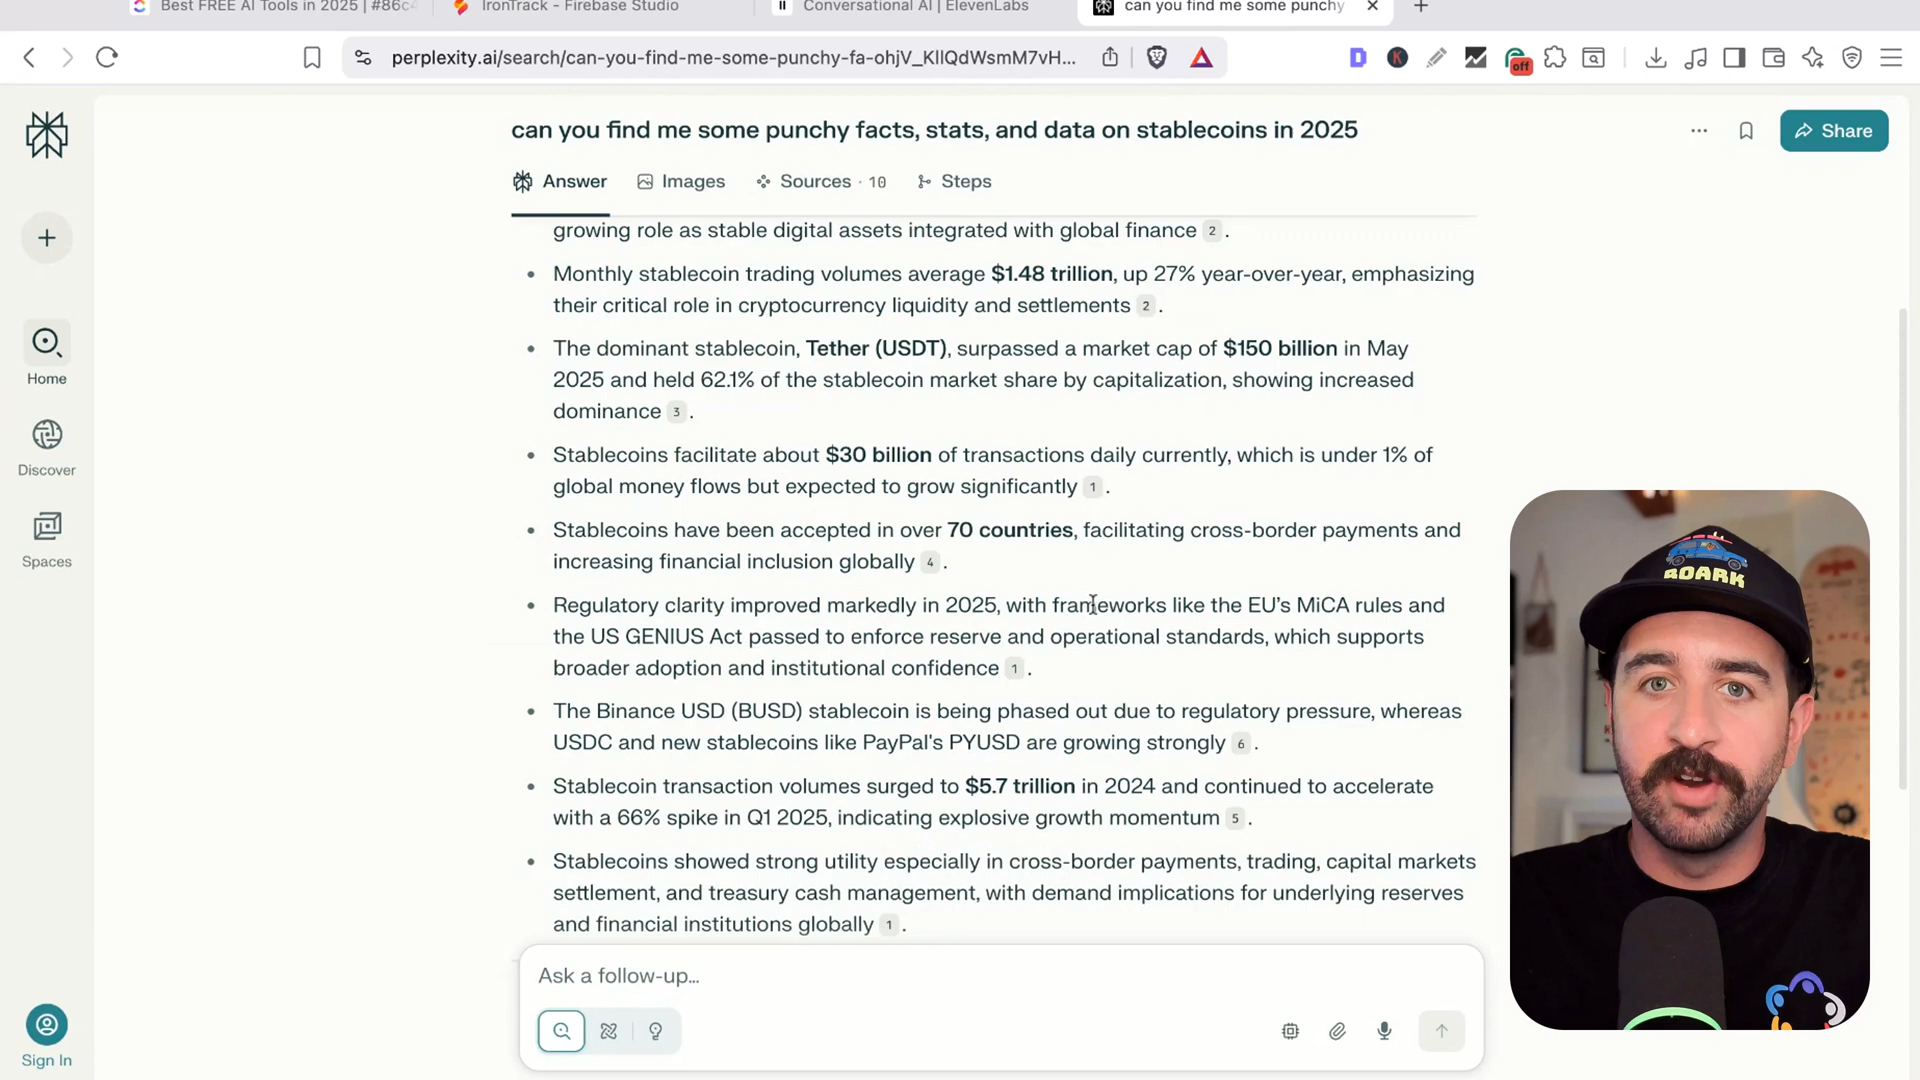 Best FREE AI Tools in 2025 | #86c4
IronTrack - Firebase Studio
Conversational AI | ElevenLabs
can you find me some punchy
perplexity.ai/search/can-you-find-me-some-punchy-fa-ohjV_KllQdWsmM7vH...
off
can you find me some punchy facts, stats, and data on stablecoins in 2025
Share
Answer
Images
Sources · 10
Steps
growing role as stable digital assets integrated with global finance 2 .
• Monthly stablecoin trading volumes average $1.48 trillion, up 27% year-over-year, emphasizing
their critical role in cryptocurrency liquidity and settlements 2 .
• The dominant stablecoin, Tether (USDT), surpassed a market cap of $150 billion in May
2025 and held 62.1% of the stablecoin market share by capitalization, showing increased
dominance 3 .
• Stablecoins facilitate about $30 billion of transactions daily currently, which is under 1% of
global money flows but expected to grow significantly 1 .
• Stablecoins have been accepted in over 70 countries, facilitating cross-border payments and
increasing financial inclusion globally 4 .
• Regulatory clarity improved markedly in 2025, with frameworks like the EU's MiCA rules and
the US GENIUS Act passed to enforce reserve and operational standards, which supports
broader adoption and institutional confidence 1 .
• The Binance USD (BUSD) stablecoin is being phased out due to regulatory pressure, whereas
USDC and new stablecoins like PayPal's PYUSD are growing strongly 6 .
• Stablecoin transaction volumes surged to $5.7 trillion in 2024 and continued to accelerate
with a 66% spike in Q1 2025, indicating explosive growth momentum 5 .
• Stablecoins showed strong utility especially in cross-border payments, trading, capital markets
settlement, and treasury cash management, with demand implications for underlying reserves
and financial institutions globally 1 .
Ask a follow-up...
Home
Discover
Spaces
Sign In
ROARK